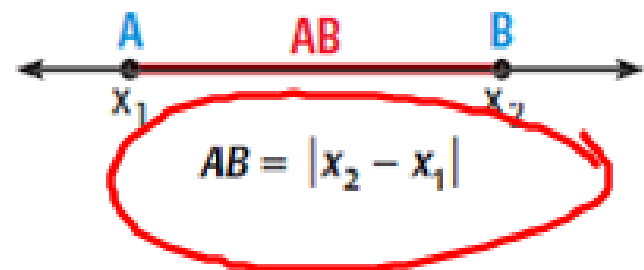 A AB B
x₁ x₂
AB = |x₂ − x₁|